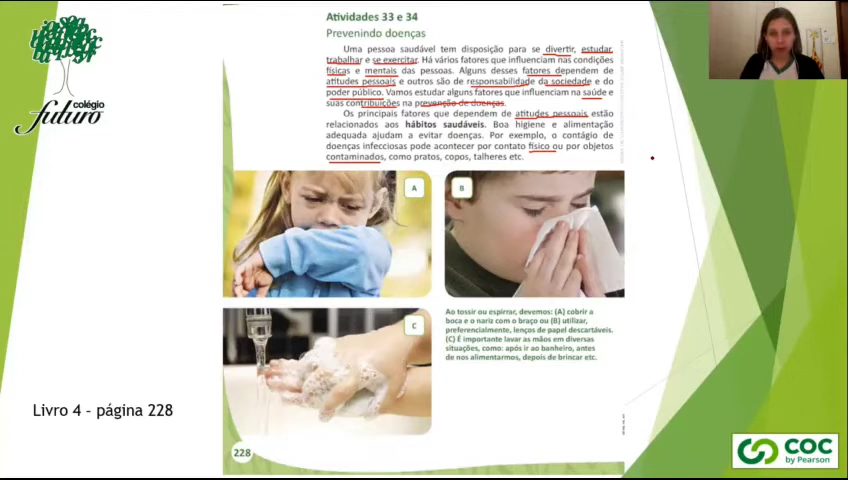 colégio
futuro
Atividades 33 e 34
Prevenindo doenças
Uma pessoa saudável tem disposição para se divertir, estudar,
trabalhar e se exercitar. Há vários fatores que influenciam nas condições
físicas e mentais das pessoas. Alguns desses fatores dependem de
atitudes pessoais e outros são de responsabilidade da sociedade e do
poder público. Vamos estudar alguns fatores que influenciam na saúde e
suas contribuições na prevenção de doenças.
Os principais fatores que dependem de atitudes pessoais estão
relacionados aos hábitos saudáveis. Boa higiene e alimentação
adequada ajudam a evitar doenças. Por exemplo, o contágio de
doenças infecciosas pode acontecer por contato físico ou por objetos
contaminados, como pratos, copos, talheres etc.
A
B
C
Ao tossir ou espirrar, devemos: (A) cobrir a
boca e o nariz com o braço ou (B) utilizar,
preferencialmente, lenços de papel descartáveis.
(C) É importante lavar as mãos em diversas
situações, como: após ir ao banheiro, antes
de nos alimentarmos, depois de brincar etc.
Livro 4 – página 228
228
COC
by Pearson